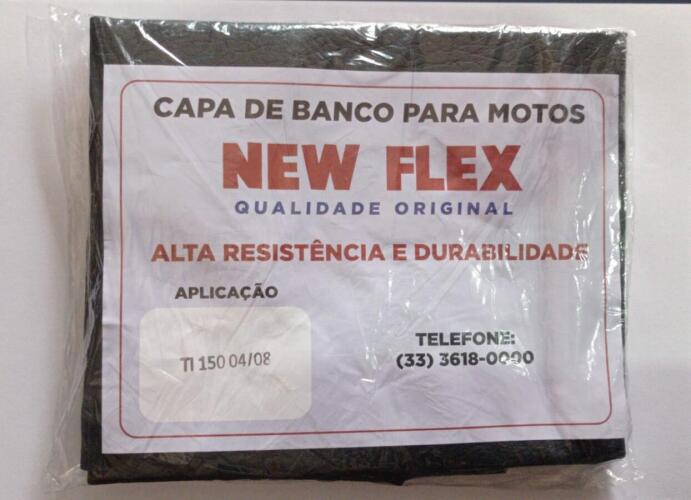 CAPA DE BANCO PARA MOTOS
NEW FLEX
QUALIDADE ORIGINAL
ALTA RESISTÊNCIA E DURABILIDADE
APLICAÇÃO
TI 150 04/08
TELEFONE:
(33) 3618-0000